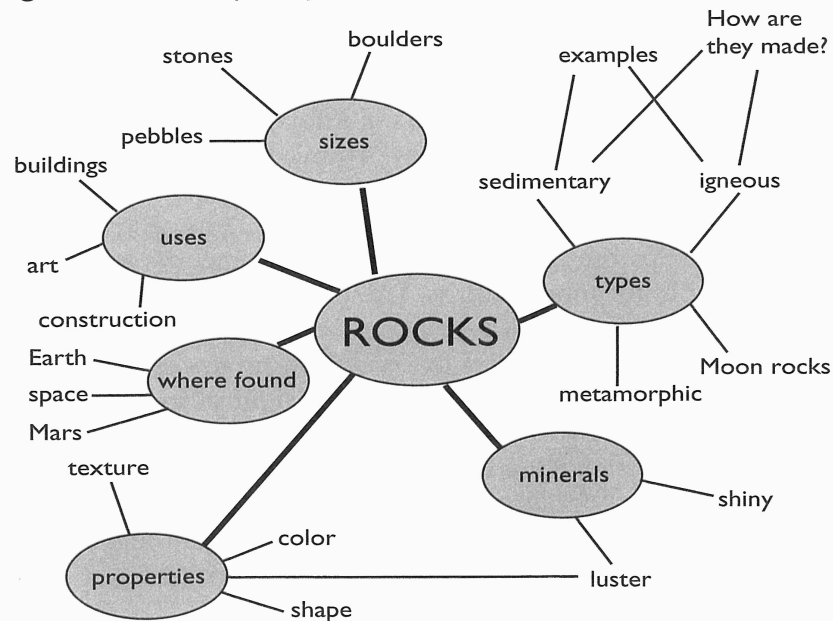 How are
they made?
boulders
examples
stones
pebbles
sizes
buildings
sedimentary
igneous
uses
art
types
construction
ROCKS
Earth
where found
Moon rocks
space
metamorphic
Mars
texture
minerals
shiny
color
properties
luster
shape